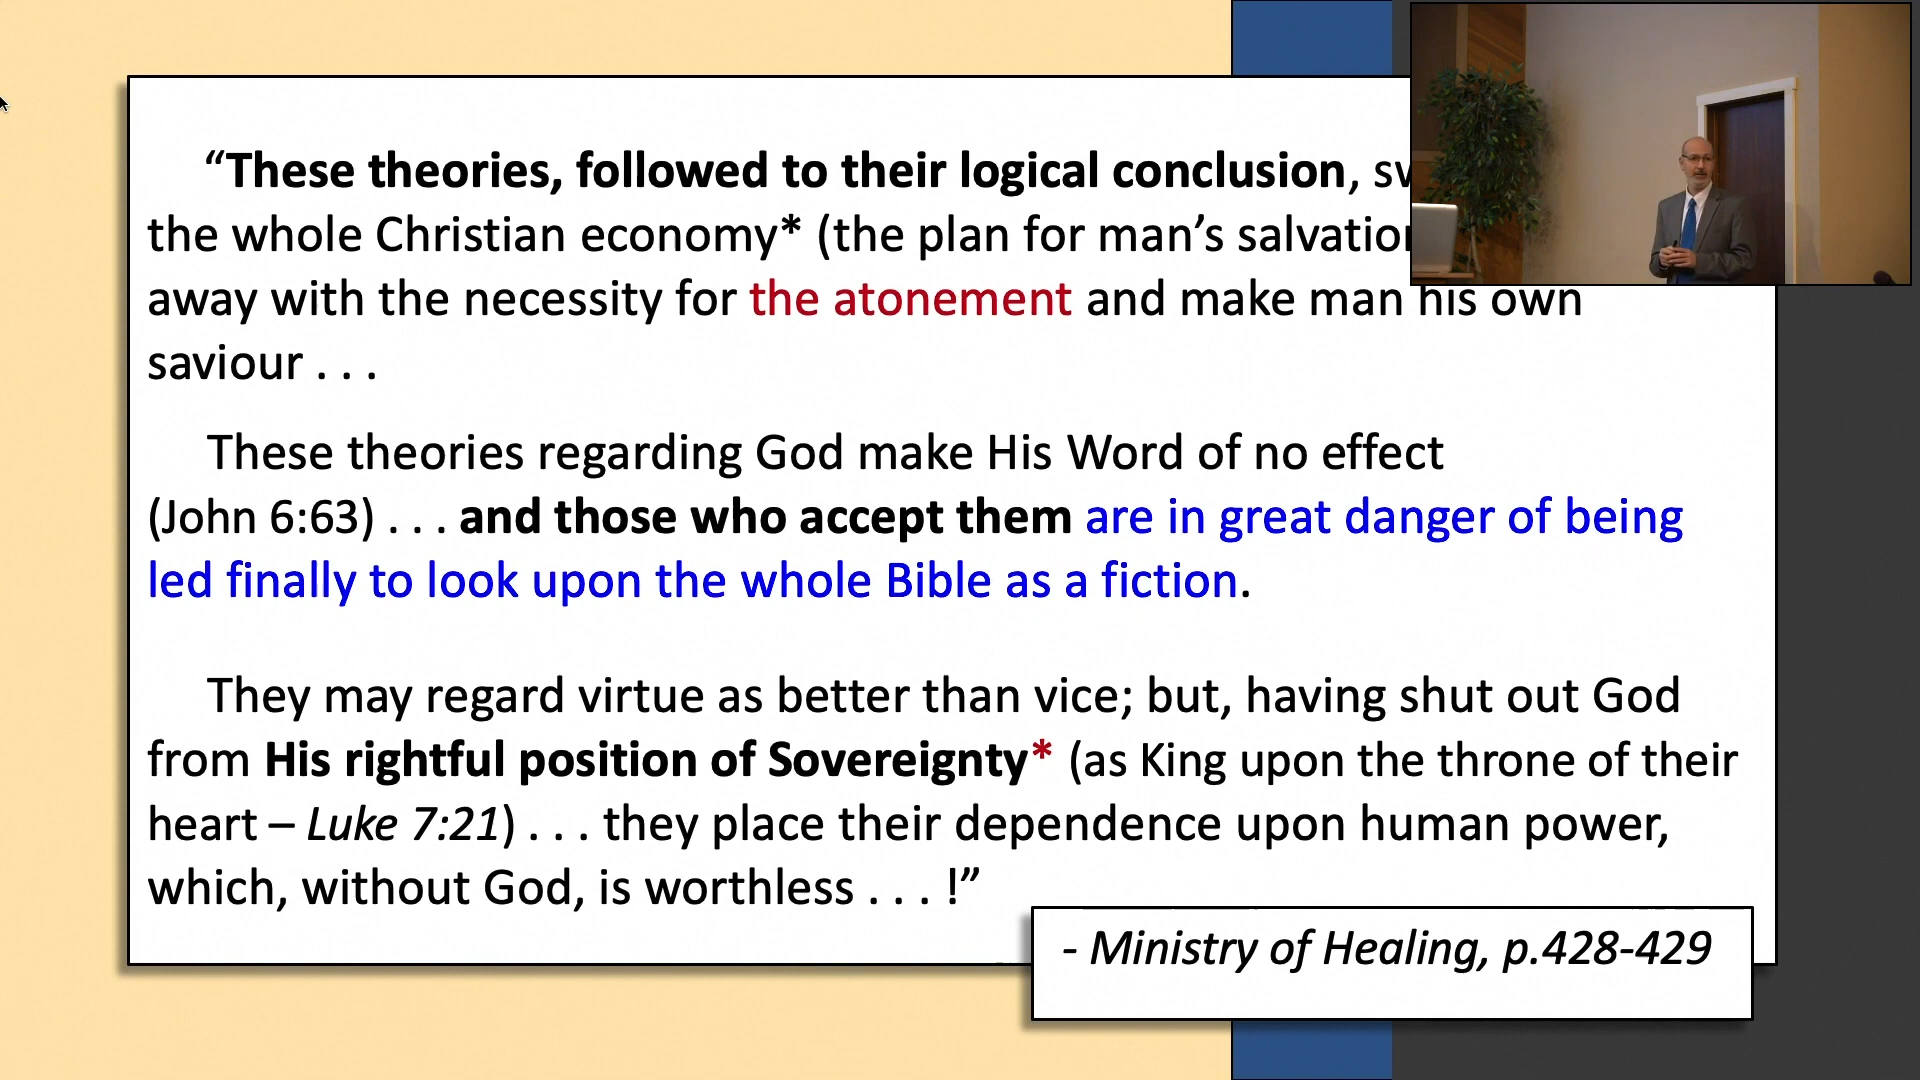 “These theories, followed to their logical conclusion,
the whole Christian economy* (the plan for man’s
away with the necessity for the atonement and make man his own
saviour . . .
These theories regarding God make His Word of no effect
(John 6:63) . . . and those who accept them are in great danger of being
led finally to look upon the whole Bible as a fiction.
They may regard virtue as better than vice; but, having shut out God
from His rightful position of Sovereignty* (as King upon the throne of their
heart – Luke 7:21) . . . they place their dependence upon human power,
which, without God, is worthless . . . !”
- Ministry of Healing, p.428-429